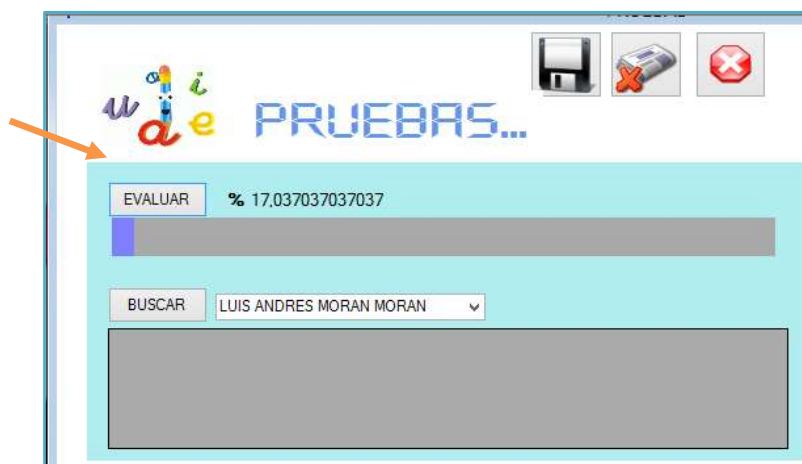 u a i d e
PRUEBAS...
EVALUAR % 17,037037037037
BUSCAR LUIS ANDRES MORAN MORAN